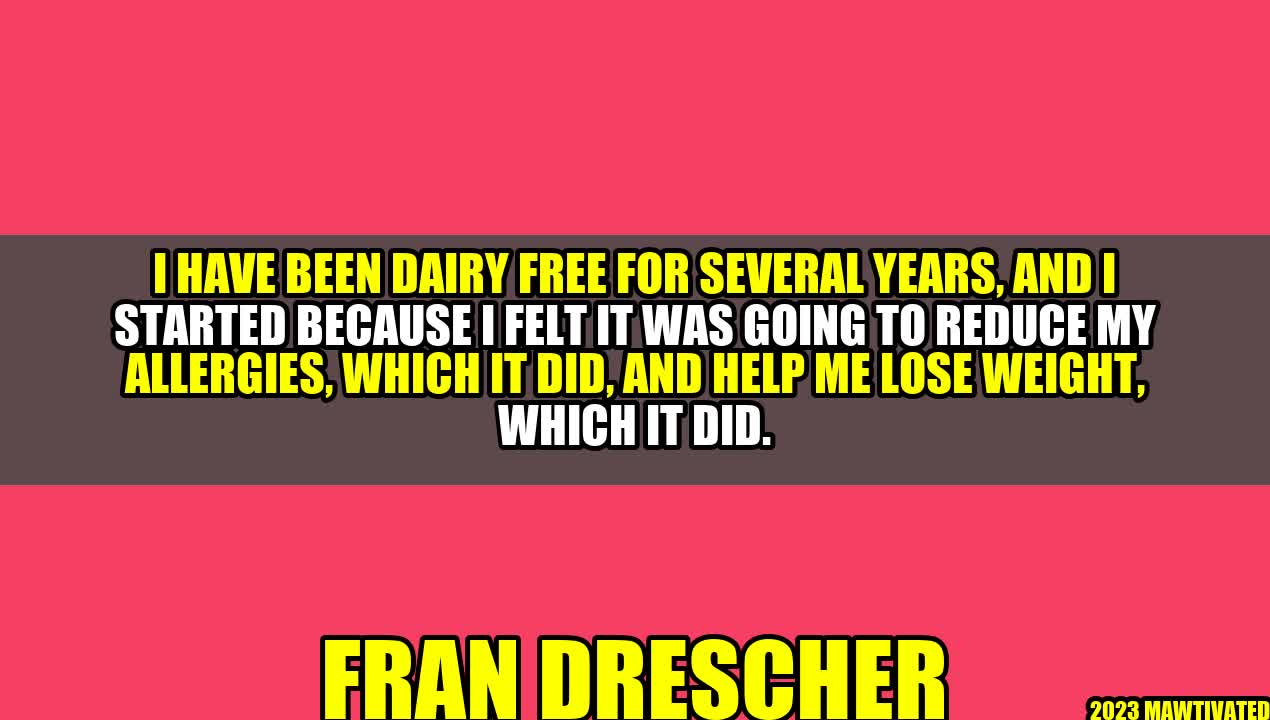 I HAVE BEEN DAIRY FREE FOR SEVERAL YEARS, AND I
STARTED BECAUSE I FELT IT WAS GOING TO REDUCE MY
ALLERGIES, WHICH IT DID, AND HELP ME LOSE WEIGHT,
WHICH IT DID.
FRAN DRESCHER
2023 MAWTIVATED